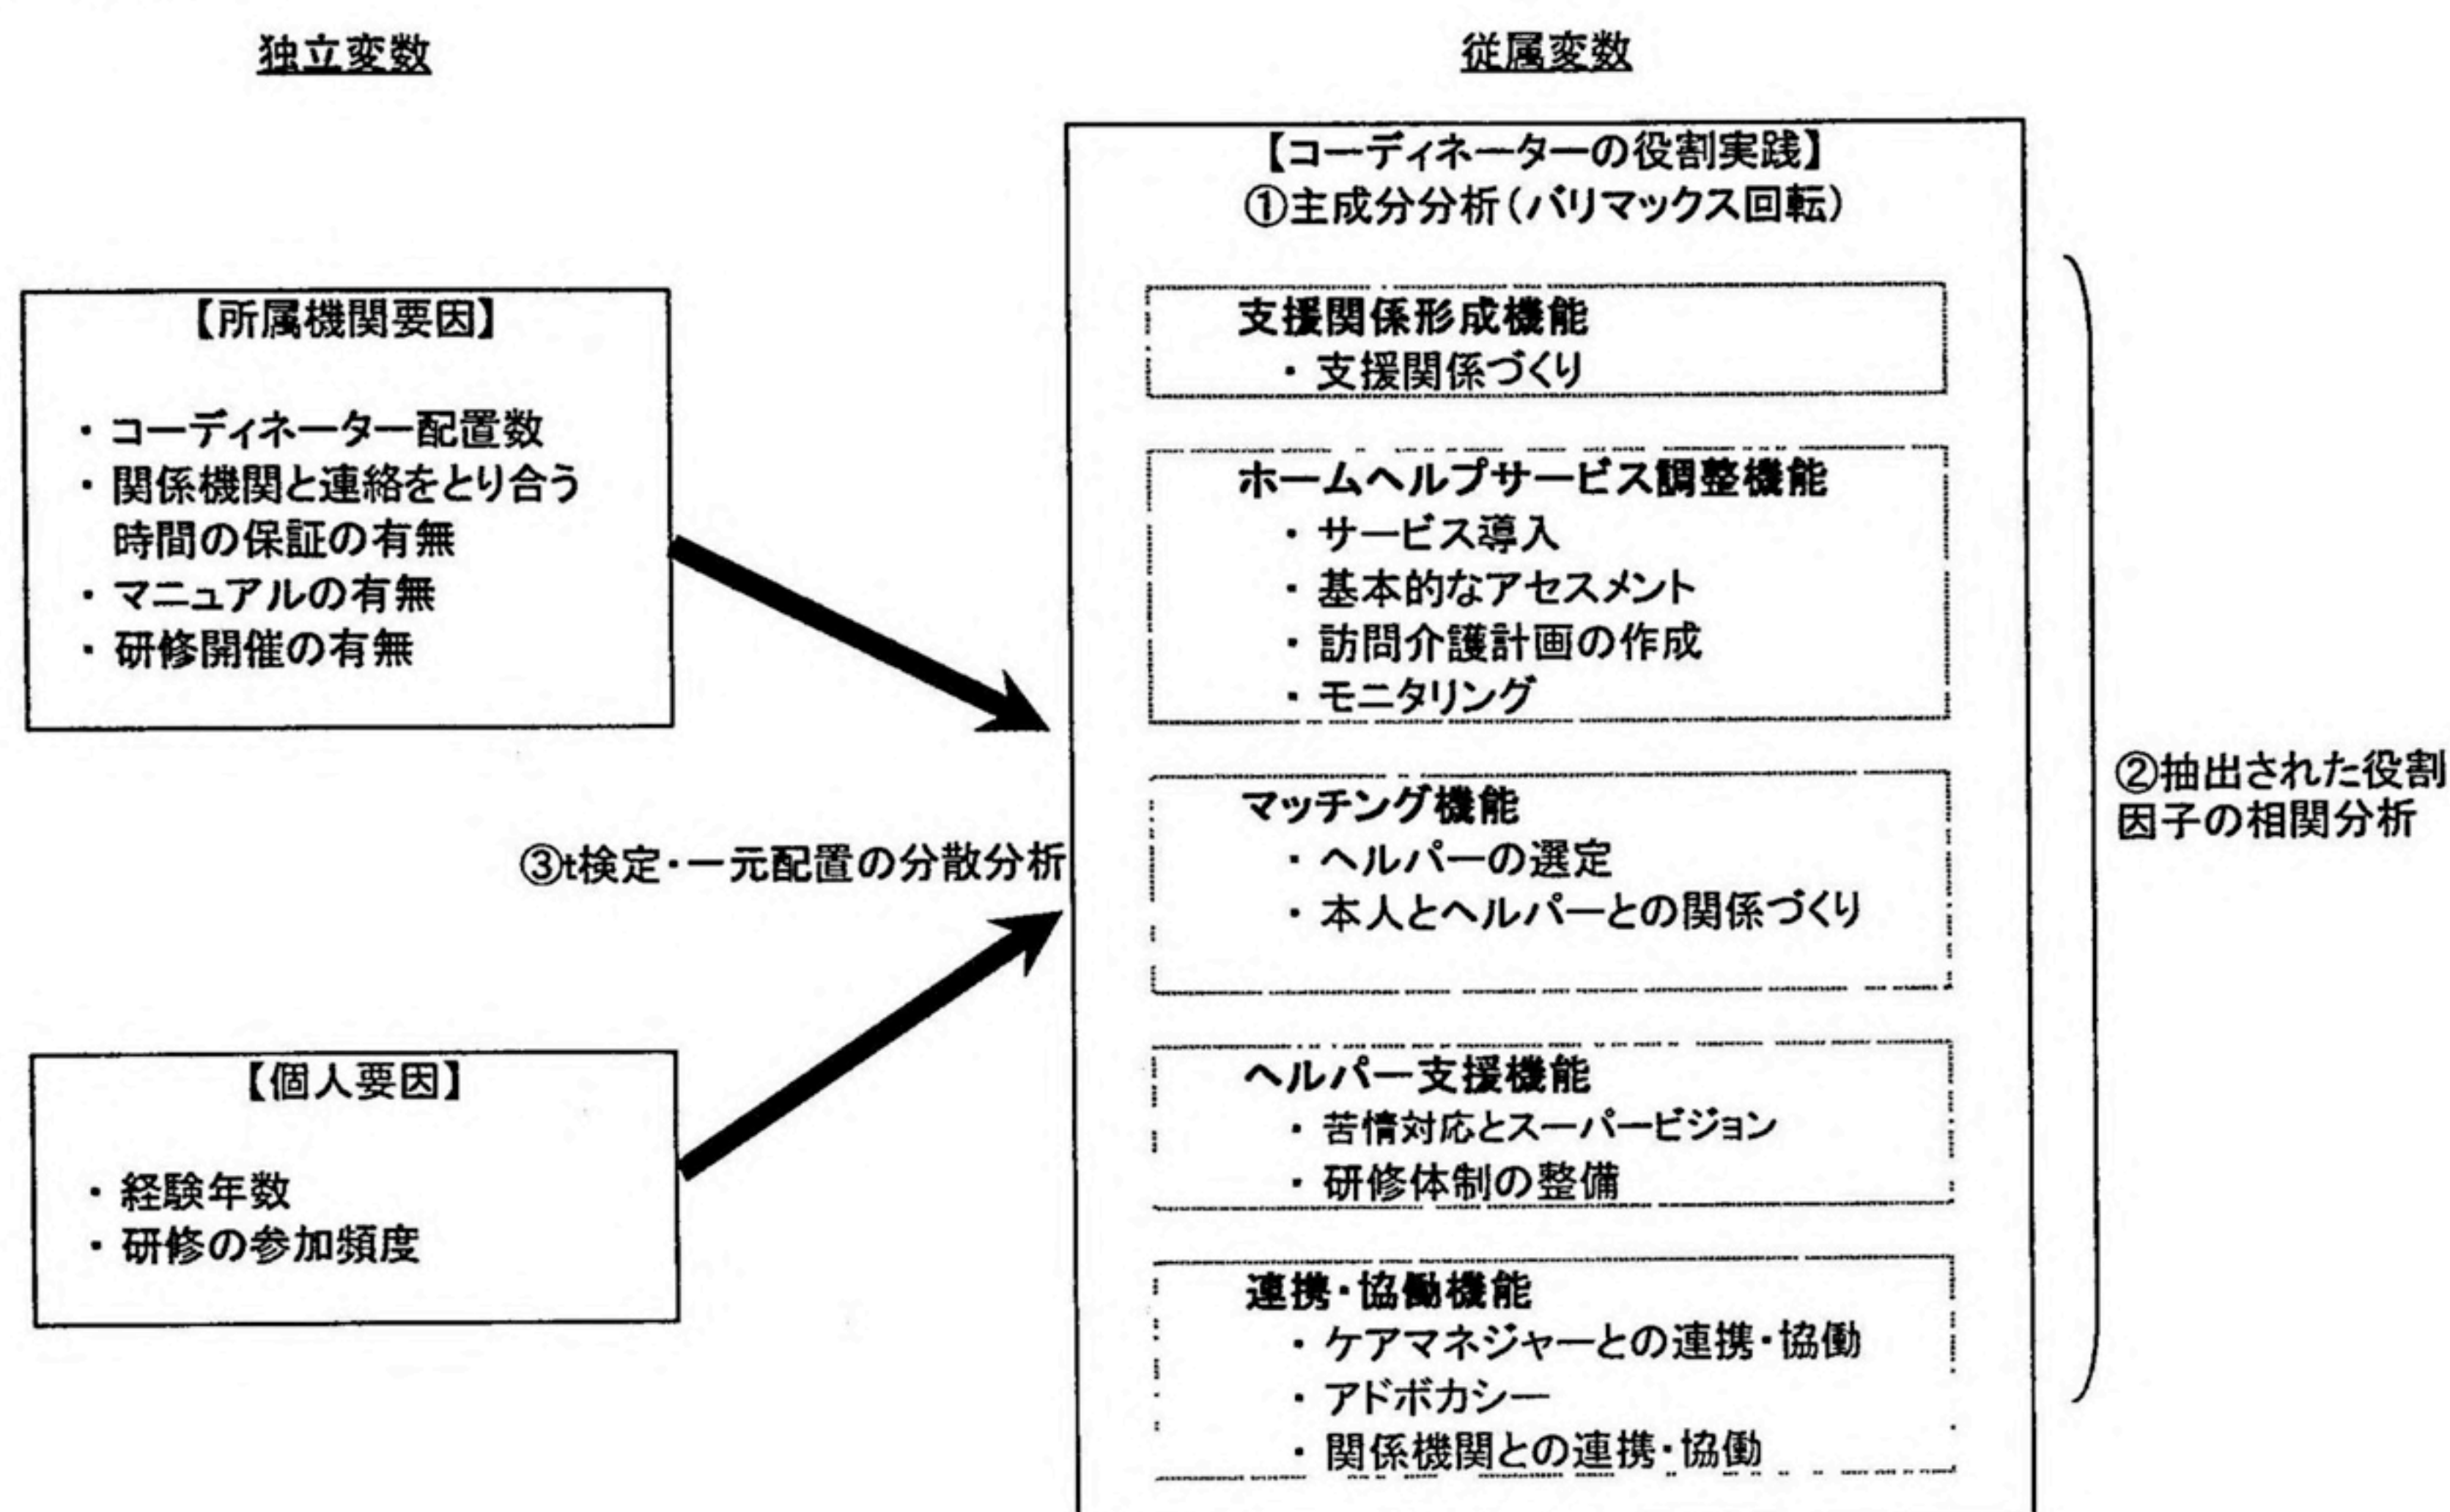 独立変数
従属変数
【所属機関要因】
・コーディネーター配置数
・関係機関と連絡をとり合う
時間の保証の有無
・マニュアルの有無
・研修開催の有無
③t検定・一元配置の分散分析
【個人要因】
・経験年数
・研修の参加頻度
【コーディネーターの役割実践】
①主成分分析(バリマックス回転)
支援関係形成機能
・支援関係づくり
ホームヘルプサービス調整機能
・サービス導入
・基本的なアセスメント
・訪問介護計画の作成
・モニタリング
マッチング機能
・ヘルパーの選定
・本人とヘルパーとの関係づくり
ヘルパー支援機能
・苦情対応とスーパービジョン
・研修体制の整備
連携・協働機能
・ケアマネジャーとの連携・協働
・アドボカシー
・関係機関との連携・協働
②抽出された役割
因子の相関分析